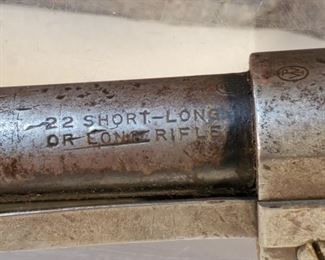 22 SHORT-LONG
OR LONG RIFLE